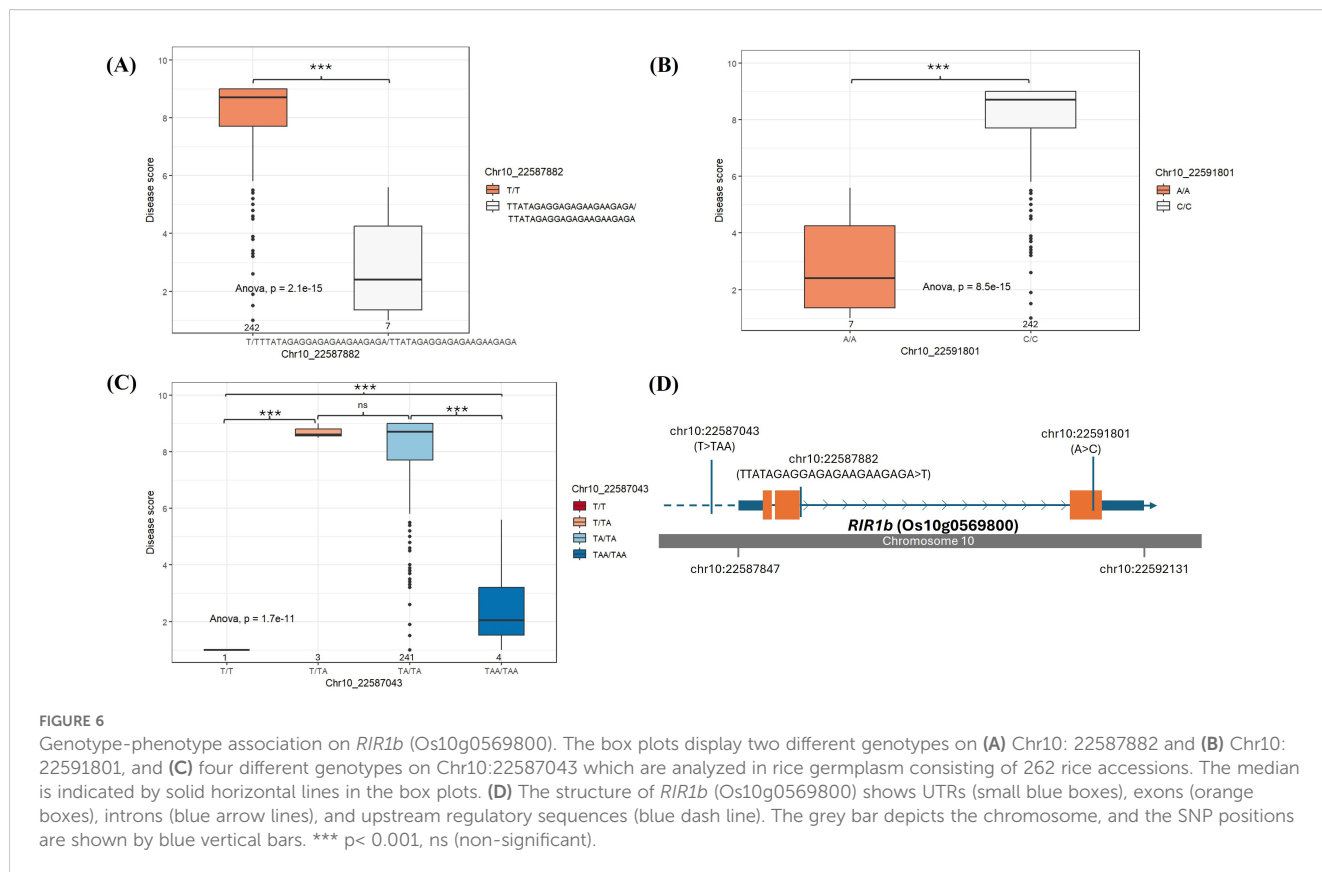 (A)
10
8
6
4
2
Disease score
***
Anova, p = 2.1e-15
242
7
T/TTTATAGAGGAGAGAAGAAGAGA/TTATAGAGGAGAGAAGAAGAGA
Chr10_22587882
Chr10_22587882
T/T
TTATAGAGGAGAGAAGAAGAGA/
TTATAGAGGAGAGAAGAAGAGA
(B)
10
8
6
4
2
Disease score
***
Anova, p = 8.5e-15
7
242
A/A
C/C
Chr10_22591801
Chr10_22591801
A/A
C/C
(C)
10
8
6
4
2
Disease score
***
***
ns
***
Anova, p = 1.7e-11
1
3
241
4
T/T
T/TA
TA/TA
TAA/TAA
Chr10_22587043
Chr10_22587043
T/T
T/TA
TA/TA
TAA/TAA
(D)
chr10:22587043
(T>TAA)
chr10:22587882
(TTATAGAGGAGAGAAGAAGAGA>T)
chr10:22591801
(A>C)
RIR1b (Os10g0569800)
Chromosome 10
chr10:22587847
chr10:22592131
FIGURE 6
Genotype-phenotype association on RIR1b (Os10g0569800). The box plots display two different genotypes on (A) Chr10: 22587882 and (B) Chr10:
22591801, and (C) four different genotypes on Chr10:22587043 which are analyzed in rice germplasm consisting of 262 rice accessions. The median
is indicated by solid horizontal lines in the box plots. (D) The structure of RIR1b (Os10g0569800) shows UTRs (small blue boxes), exons (orange
boxes), introns (blue arrow lines), and upstream regulatory sequences (blue dash line). The grey bar depicts the chromosome, and the SNP positions
are shown by blue vertical bars. *** p< 0.001, ns (non-significant).